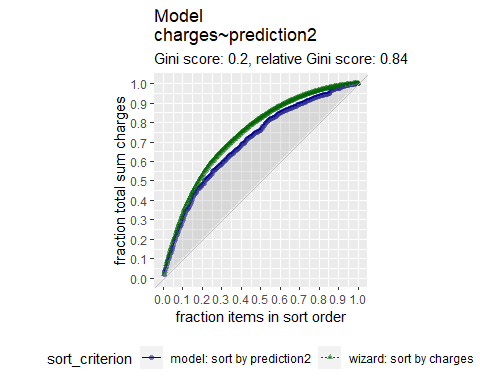 Model
charges~prediction2
Gini score: 0.2, relative Gini score: 0.84
fraction total sum charges
1.0
0.9
0.8
0.7
0.6
0.5
0.4
0.3
0.2
0.1
0.0
0.0 0.1 0.2 0.3 0.4 0.5 0.6 0.7 0.8 0.9 1.0
fraction items in sort order
sort_criterion model: sort by prediction2 wizard: sort by charges